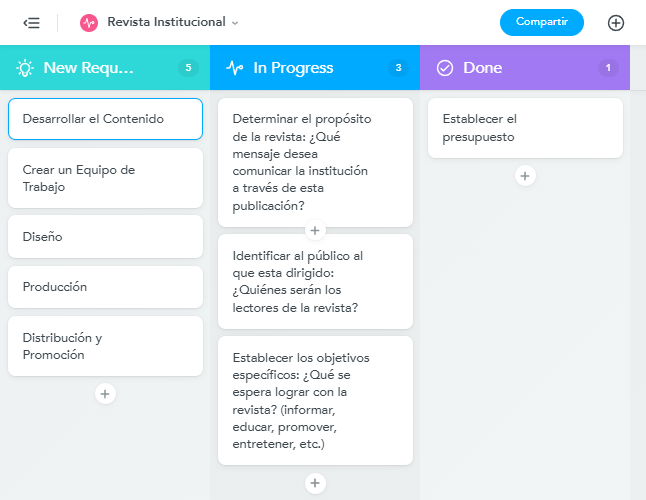 Revista Institucional
Compartir
New Requ...
5
In Progress
3
Done
1
Desarrollar el Contenido
Crear un Equipo de
Trabajo
Diseño
Producción
Distribución y
Promoción
Determinar el propósito
de la revista: ¿Qué
mensaje desea
comunicar la institución
a través de esta
publicación?
Identificar al público al
que esta dirigido:
¿Quiénes serán los
lectores de la revista?
Establecer los objetivos
específicos: ¿Qué se
espera lograr con la
revista? (informar,
educar, promover,
entretener, etc.)
Establecer el
presupuesto